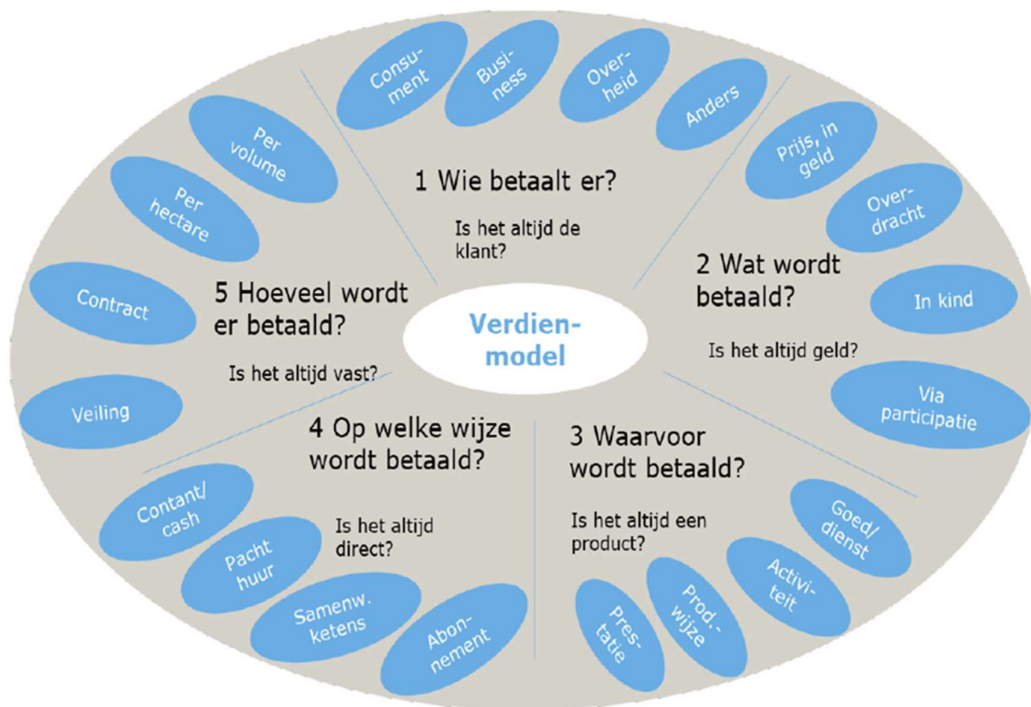 Verdien-
model
Consu-
ment
Busi-
ness
Over-
heid
Anders
1 Wie betaalt er?
Is het altijd de
klant?
Prijs, in
geld
Over-
dracht
In kind
Via
participatie
2 Wat wordt
betaald?
Is het altijd geld?
3 Waarvoor
wordt betaald?
Is het altijd een
product?
Goed/
dienst
Activi-
teit
Prod.-
wijze
Pres-
tatie
4 Op welke wijze
wordt betaald?
Is het altijd
direct?
Abon-
nement
Samenw.
ketens
Pacht
huur
Contant/
cash
5 Hoeveel wordt
er betaald?
Is het altijd vast?
Veiling
Contract
Per
hectare
Per
volume